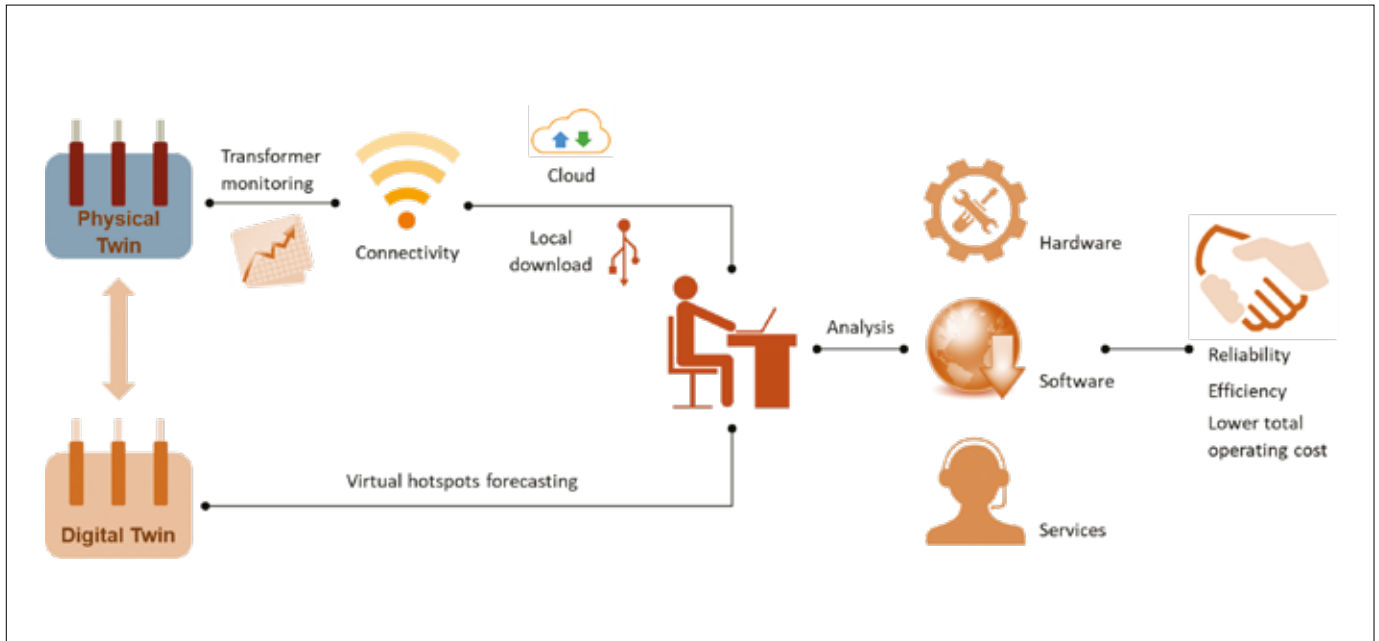 Physical
Twin
Transformer
monitoring
Connectivity
Cloud
Local
download
Digital Twin
Virtual hotspots forecasting
Analysis
Hardware
Software
Services
Reliability
Efficiency
Lower total
operating cost